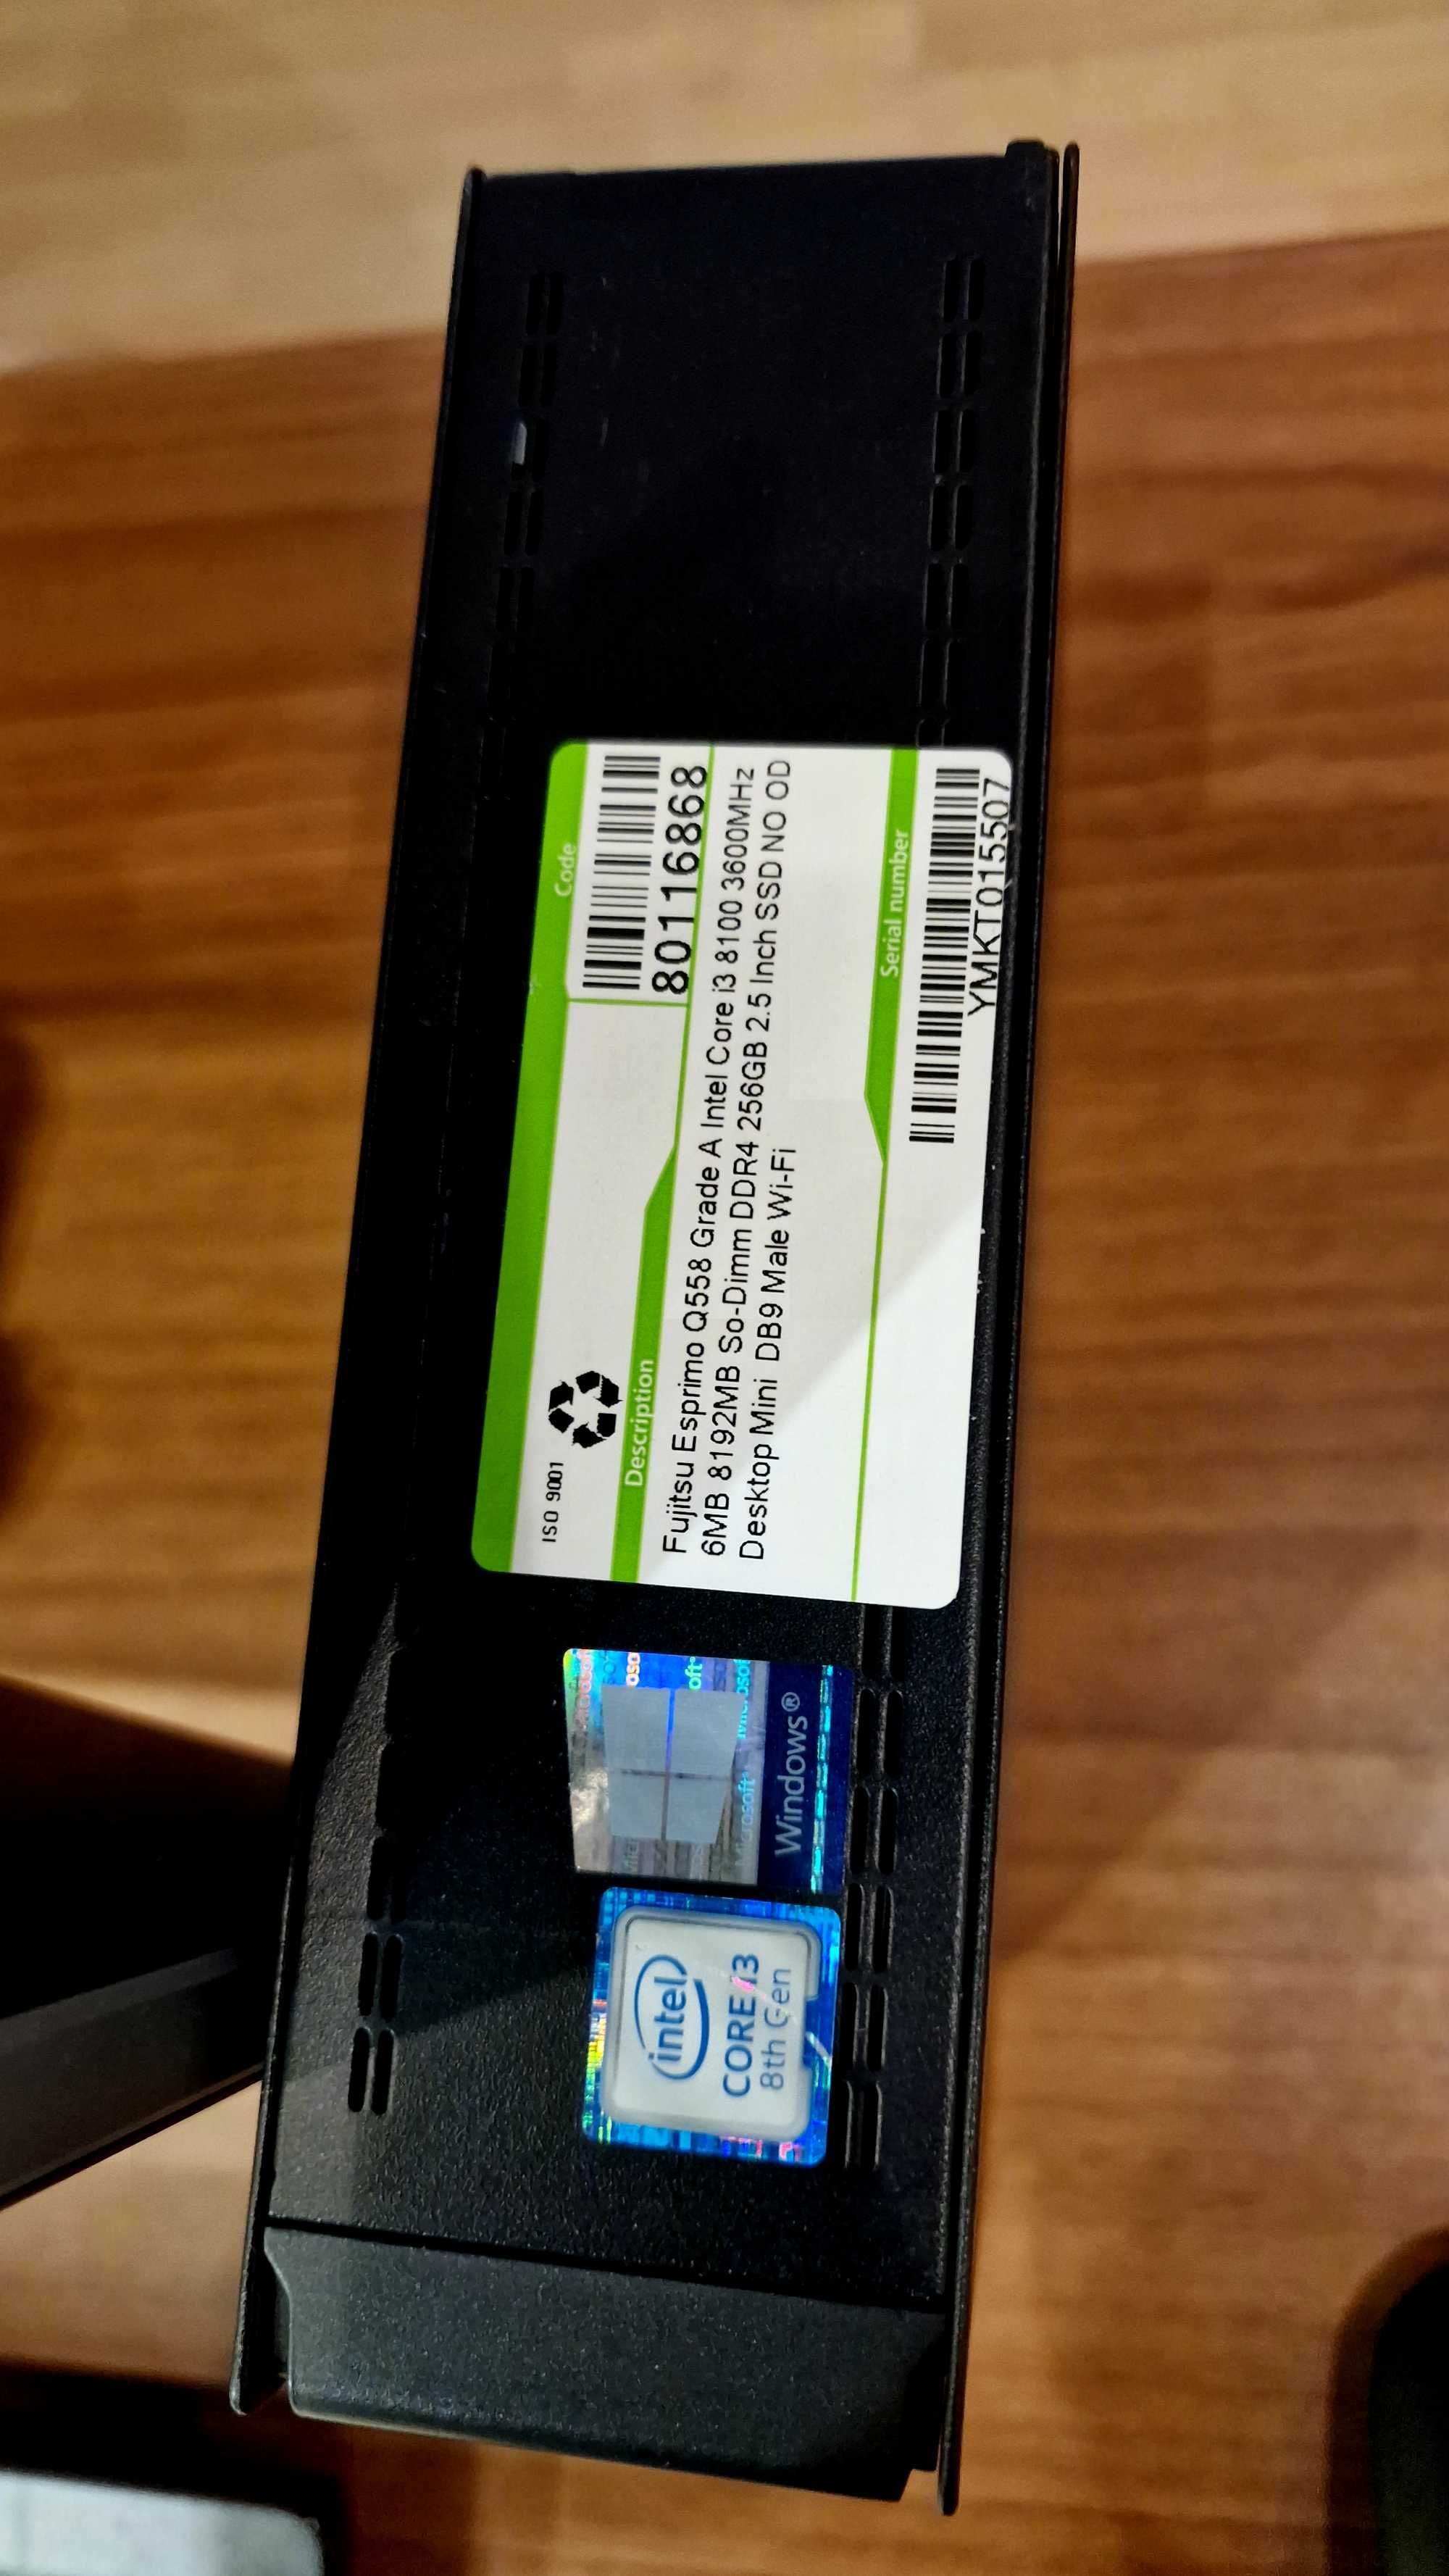 ISO 9001
Code
80116868
Description
Fujitsu Esprimo Q558 Grade A Intel Core i3 8100 3600MHz
6MB 8192MB So-Dimm DDR4 256GB 2.5 Inch SSD NO OD
Desktop Mini DB9 Male Wi-Fi
Serial number
YMKT015507
intel
CORE i3
8th Gen
Microsoft
Windows®